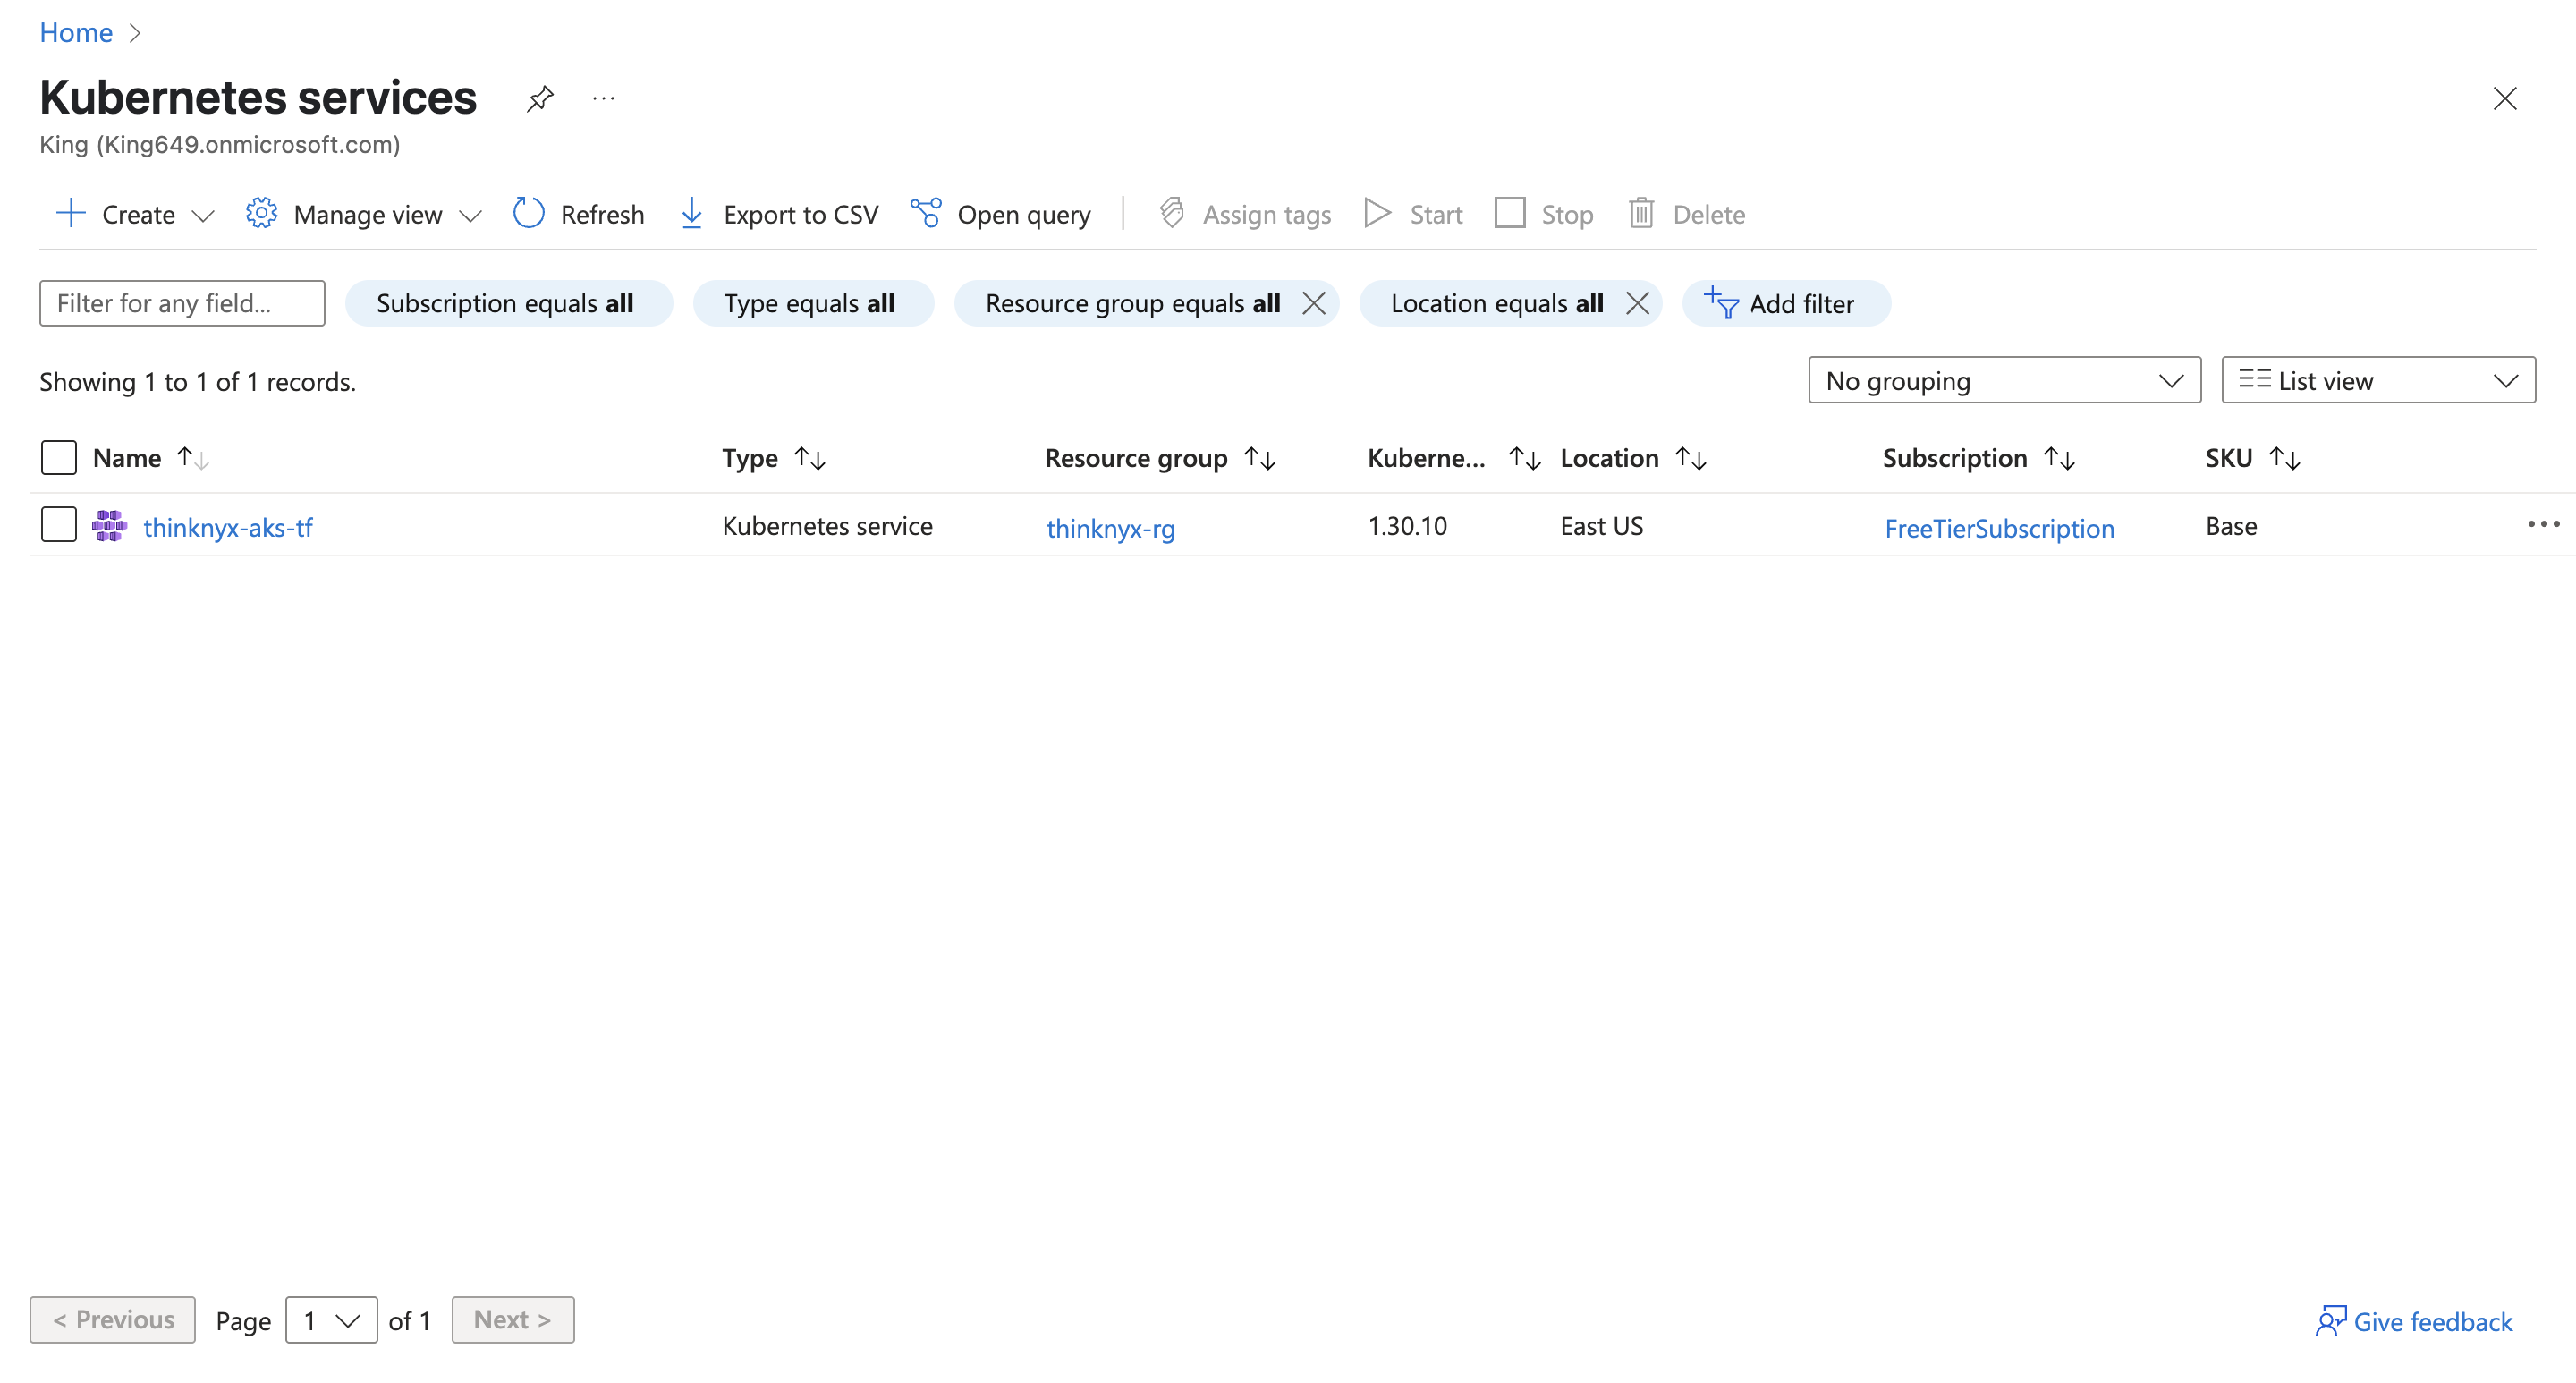 Home
Kubernetes services
King (King649.onmicrosoft.com)
Create Manage view Refresh Export to CSV Open query Assign tags Start Stop Delete
Filter for any field... Subscription equals all Type equals all Resource group equals all Location equals all Add filter
Showing 1 to 1 of 1 records. No grouping List view
Name Type Resource group Kuberne... Location Subscription SKU
thinknyx-aks-tf Kubernetes service thinknyx-rg 1.30.10 East US FreeTierSubscription Base
< Previous Page 1 of 1 Next > Give feedback